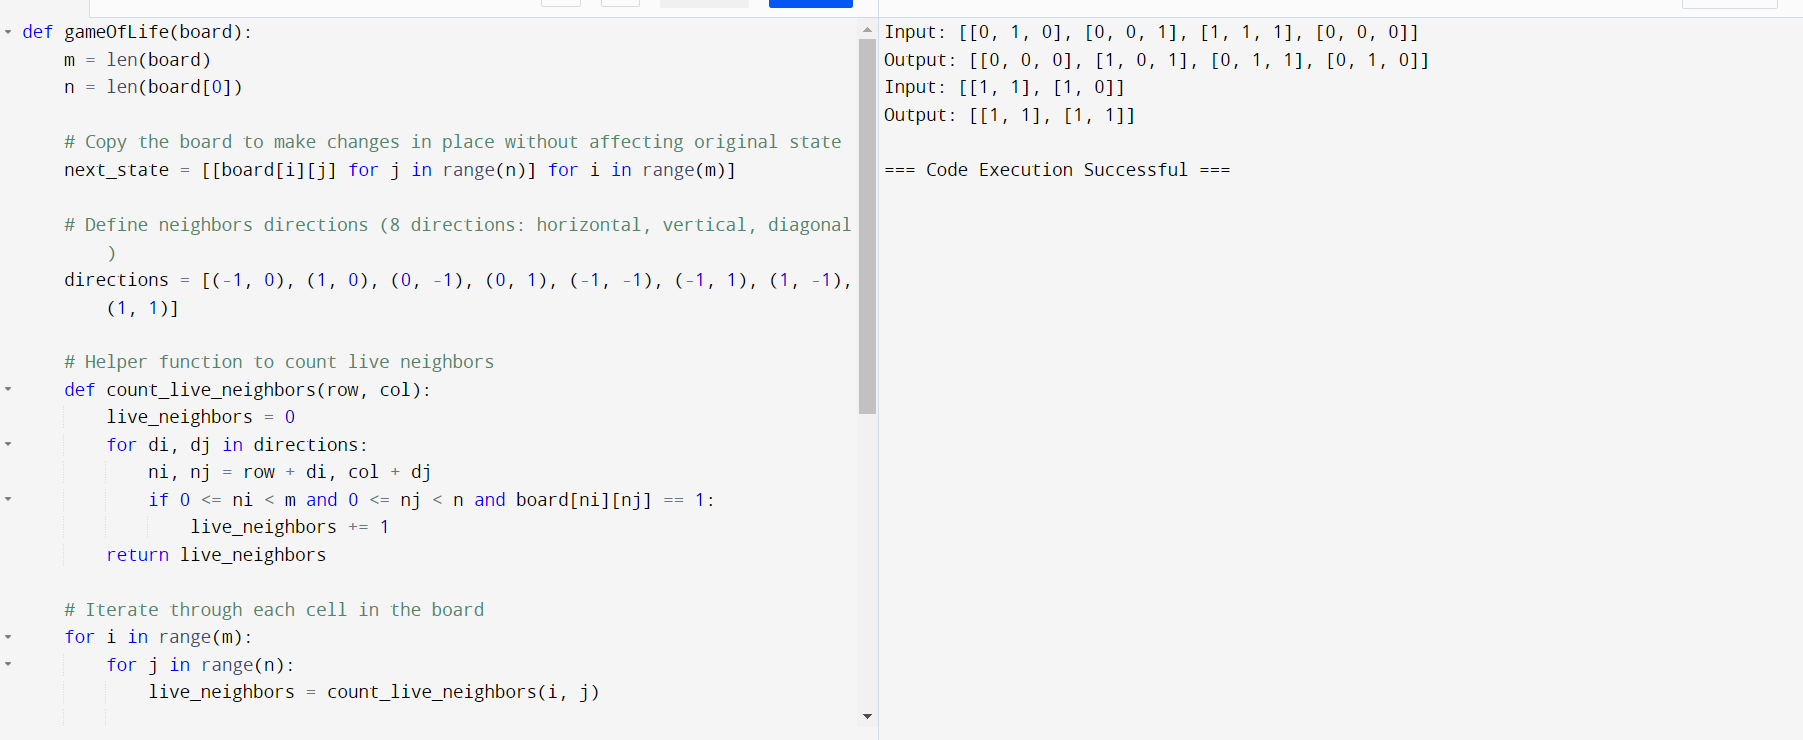 def gameOfLife(board):
    m = len(board)
    n = len(board[0])

    # Copy the board to make changes in place without affecting original state
    next_state = [[board[i][j] for j in range(n)] for i in range(m)]

    # Define neighbors directions (8 directions: horizontal, vertical, diagonal
        )
    directions = [(-1, 0), (1, 0), (0, -1), (0, 1), (-1, -1), (-1, 1), (1, -1),
        (1, 1)]

    # Helper function to count live neighbors
    def count_live_neighbors(row, col):
        live_neighbors = 0
        for di, dj in directions:
            ni, nj = row + di, col + dj
            if 0 <= ni < m and 0 <= nj < n and board[ni][nj] == 1:
                live_neighbors += 1
        return live_neighbors

    # Iterate through each cell in the board
    for i in range(m):
        for j in range(n):
            live_neighbors = count_live_neighbors(i, j)

Input: [[0, 1, 0], [0, 0, 1], [1, 1, 1], [0, 0, 0]]
Output: [[0, 0, 0], [1, 0, 1], [0, 1, 1], [0, 1, 0]]
Input: [[1, 1], [1, 0]]
Output: [[1, 1], [1, 1]]

=== Code Execution Successful ===